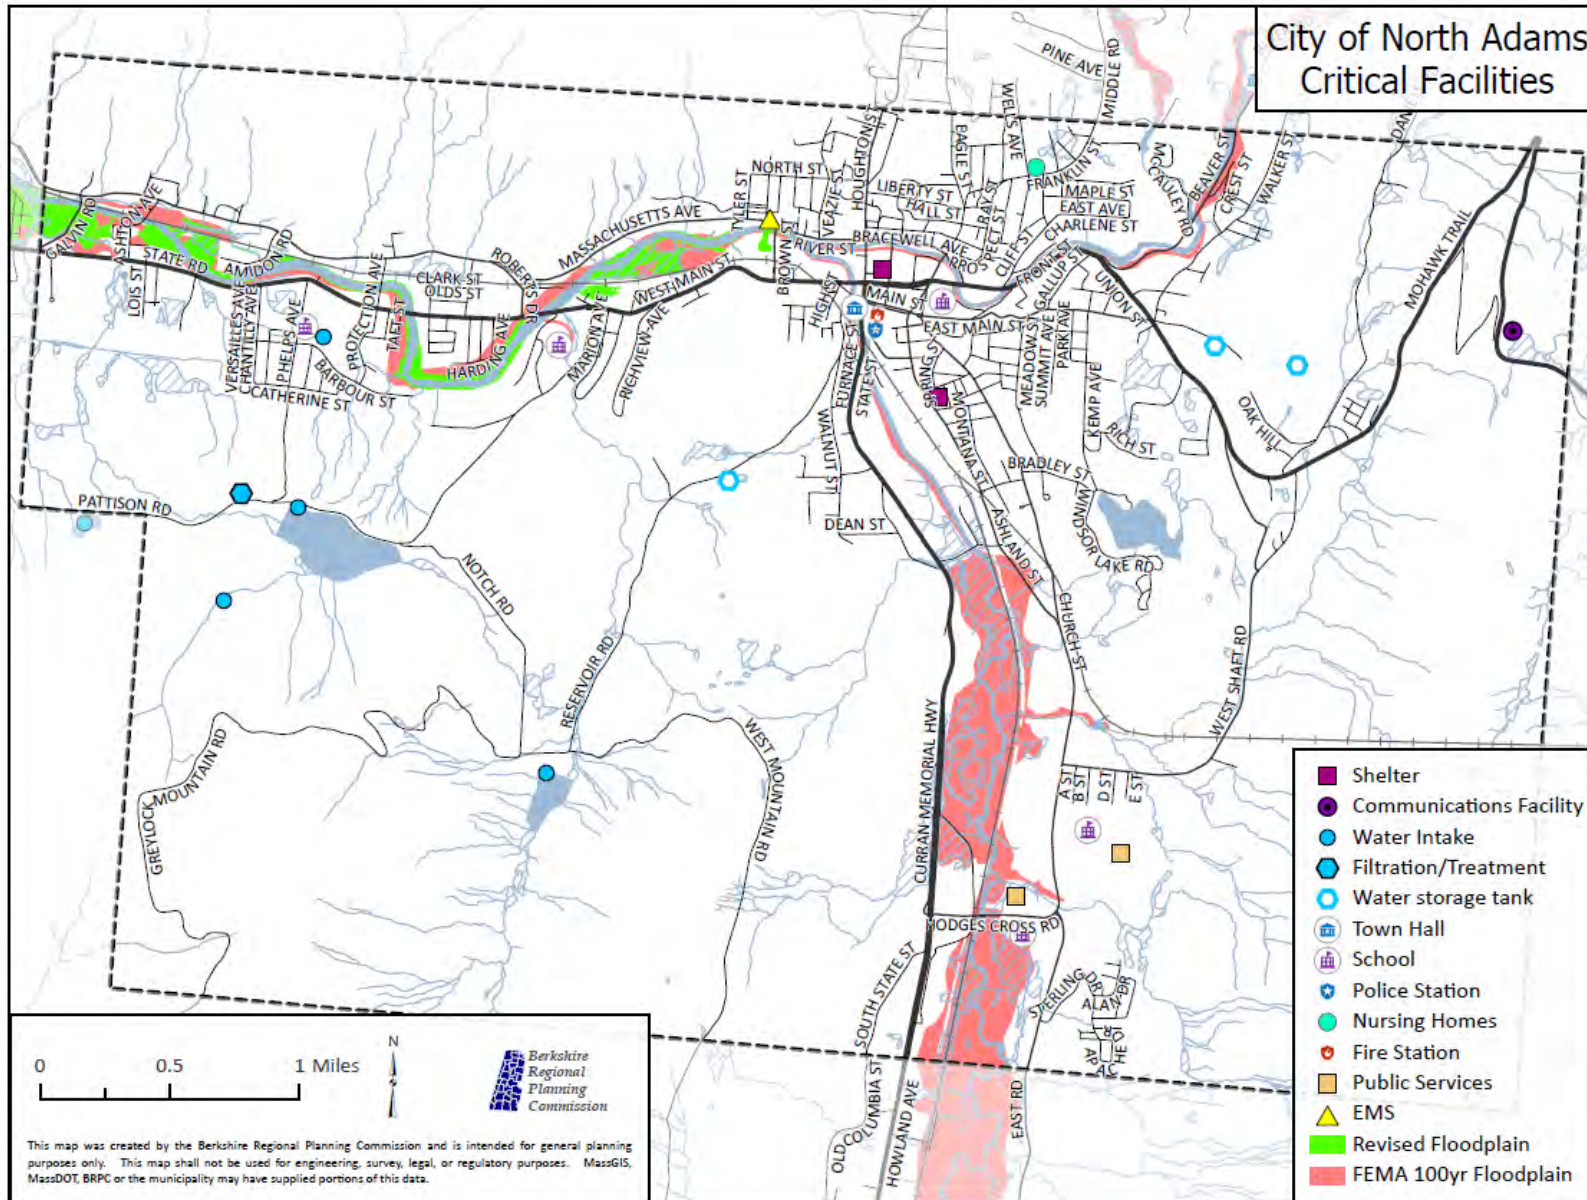 City of North Adams
Critical Facilities
PINE AVE
MIDDLE RD
WELLS AVE
EAGLE ST
HOUGHTON ST
NORTH ST
TYLER ST
VEAZIE ST
LIBERTY ST
HALL ST
RAY ST
FRANKLIN ST
MAPLE ST
EAST AVE
CHARLENE ST
MCCAULEY RD
BEAVER ST
CREST ST
WALKER ST
MOHAWK TRAIL
MASSACHUSETTS AVE
BROWN ST
RIVER ST
BRACEWELL AVE
CLIFF ST
FRONT ST
GALLUP ST
UNION ST
GALVIN RD
ASHTON AVE
STATE RD
AMIDON RD
LOIS ST
CLARK ST
OLDS ST
ROBERTS DR
WEST MAIN ST
HIGH ST
MAIN ST
EAST MAIN ST
VERSAILLES AVE
CHANTILLY AVE
PHELPS AVE
PROTECTION AVE
TAFT ST
HARDING AVE
MARION AVE
RICHVIEW AVE
BARBOUR ST
CATHERINE ST
FURNACE ST
STATE ST
SPRING ST
MONTANA ST
MEADOW ST
SUMMIT AVE
PARK AVE
KEMP AVE
RICH ST
OAK HILL
WALNUT ST
BRADLEY ST
DEAN ST
ASHLAND ST
WINDSOR LAKE RD
PATTISON RD
NOTCH RD
CHURCH ST
RESERVOIR RD
WEST SHAFT RD
CURRAN MEMORIAL HWY
WEST MOUNTAIN RD
GREYLOCK
MOUNTAIN RD
A ST
B ST
D ST
E ST
HODGES CROSS RD
SOUTH STATE ST
STERLING
DR
ALAN DR
OLD
COLUMBIA ST
HOWLAND AVE
EAST RD
Shelter
Communications Facility
Water Intake
Filtration/Treatment
Water storage tank
Town Hall
School
Police Station
Nursing Homes
Fire Station
Public Services
EMS
Revised Floodplain
FEMA 100yr Floodplain
0 0.5 1 Miles
N
Berkshire
Regional
Planning
Commission
This map was created by the Berkshire Regional Planning Commission and is intended for general planning
purposes only. This map shall not be used for engineering, survey, legal, or regulatory purposes. MassGIS,
MassDOT, BRPC or the municipality may have supplied portions of this data.